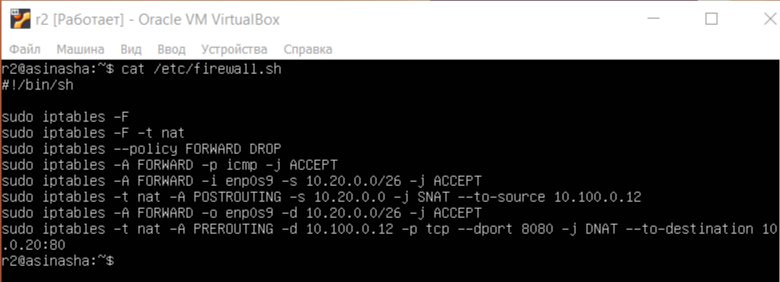 r2 [Работает] - Oracle VM VirtualBox
Файл Машина Вид Ввод Устройства Справка
r2@asinasha:~$ cat /etc/firewall.sh
#!/bin/sh
sudo iptables -F
sudo iptables -F -t nat
sudo iptables --policy FORWARD DROP
sudo iptables -A FORWARD -p icmp -j ACCEPT
sudo iptables -A FORWARD -i enp0s9 -s 10.20.0.0/26 -j ACCEPT
sudo iptables -t nat -A POSTROUTING -s 10.20.0.0 -j SNAT --to-source 10.100.0.12
sudo iptables -A FORWARD -o enp0s9 -d 10.20.0.0/26 -j ACCEPT
sudo iptables -t nat -A PREROUTING -d 10.100.0.12 -p tcp --dport 8080 -j DNAT --to-destination 10
.0.20:80
r2@asinasha:~$